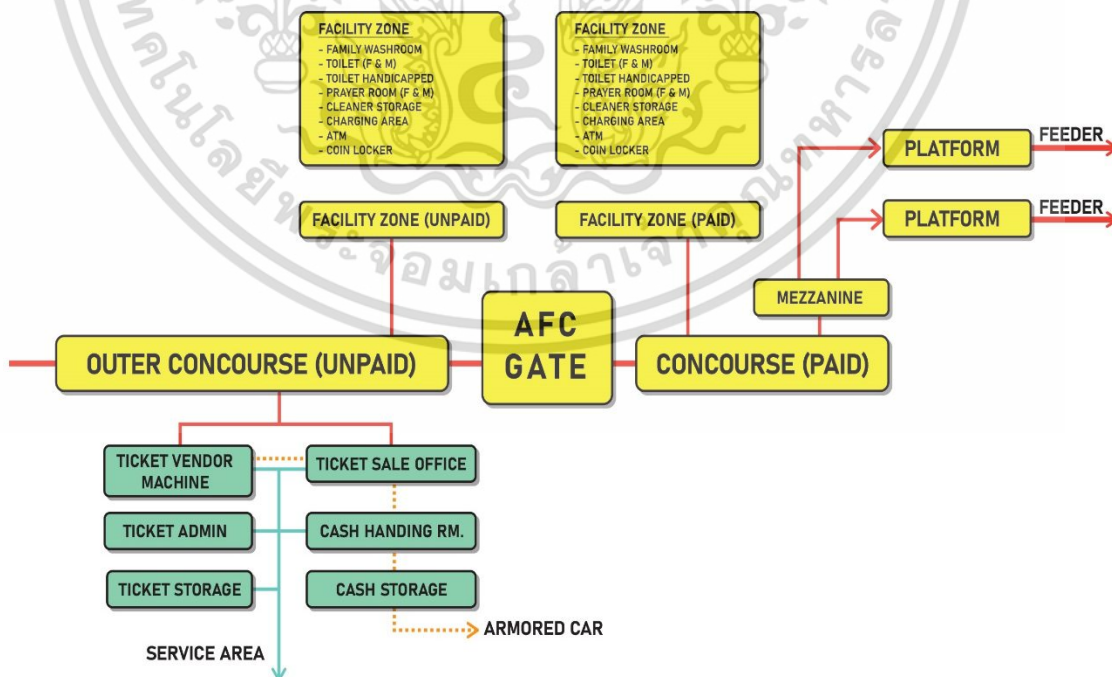 FACILITY ZONE
- FAMILY WASHROOM
- TOILET (F & M)
- TOILET HANDICAPPED
- PRAYER ROOM (F & M)
- CLEANER STORAGE
- CHARGING AREA
- ATM
- COIN LOCKER
FACILITY ZONE
- FAMILY WASHROOM
- TOILET (F & M)
- TOILET HANDICAPPED
- PRAYER ROOM (F & M)
- CLEANER STORAGE
- CHARGING AREA
- ATM
- COIN LOCKER
PLATFORM
FEEDER
PLATFORM
FEEDER
FACILITY ZONE (UNPAID)
FACILITY ZONE (PAID)
MEZZANINE
OUTER CONCOURSE (UNPAID)
AFC
GATE
CONCOURSE (PAID)
TICKET VENDOR
MACHINE
TICKET SALE OFFICE
TICKET ADMIN
CASH HANDING RM.
TICKET STORAGE
CASH STORAGE
ARMORED CAR
SERVICE AREA